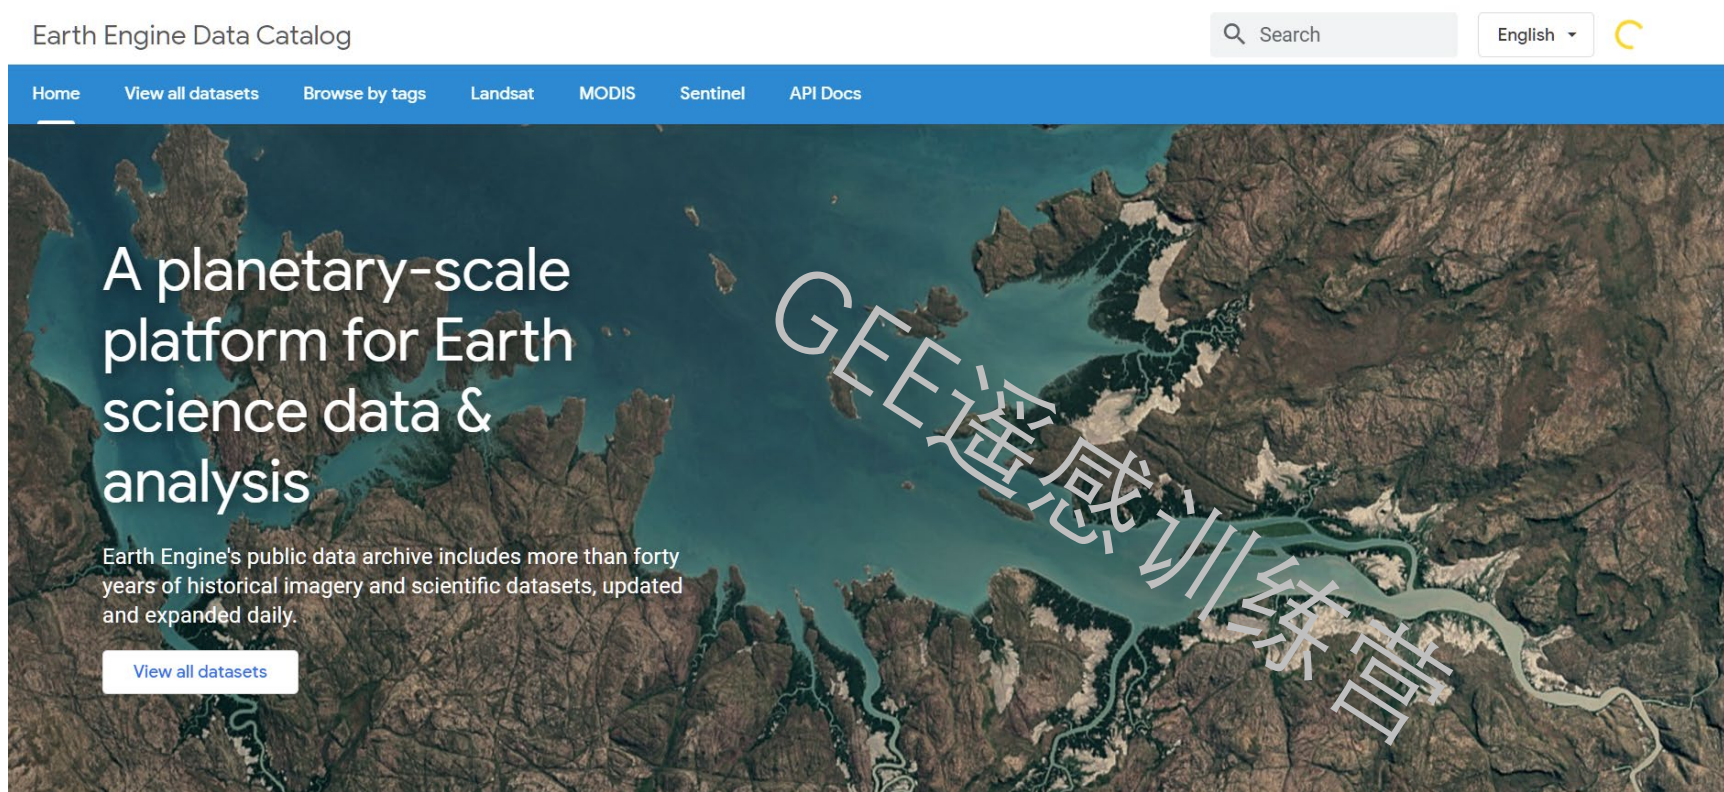 Earth Engine Data Catalog
Search
English
Home
View all datasets
Browse by tags
Landsat
MODIS
Sentinel
API Docs
A planetary-scale
platform for Earth
science data &
analysis
Earth Engine's public data archive includes more than forty
years of historical imagery and scientific datasets, updated
and expanded daily.
View all datasets
GEE遥感训练营